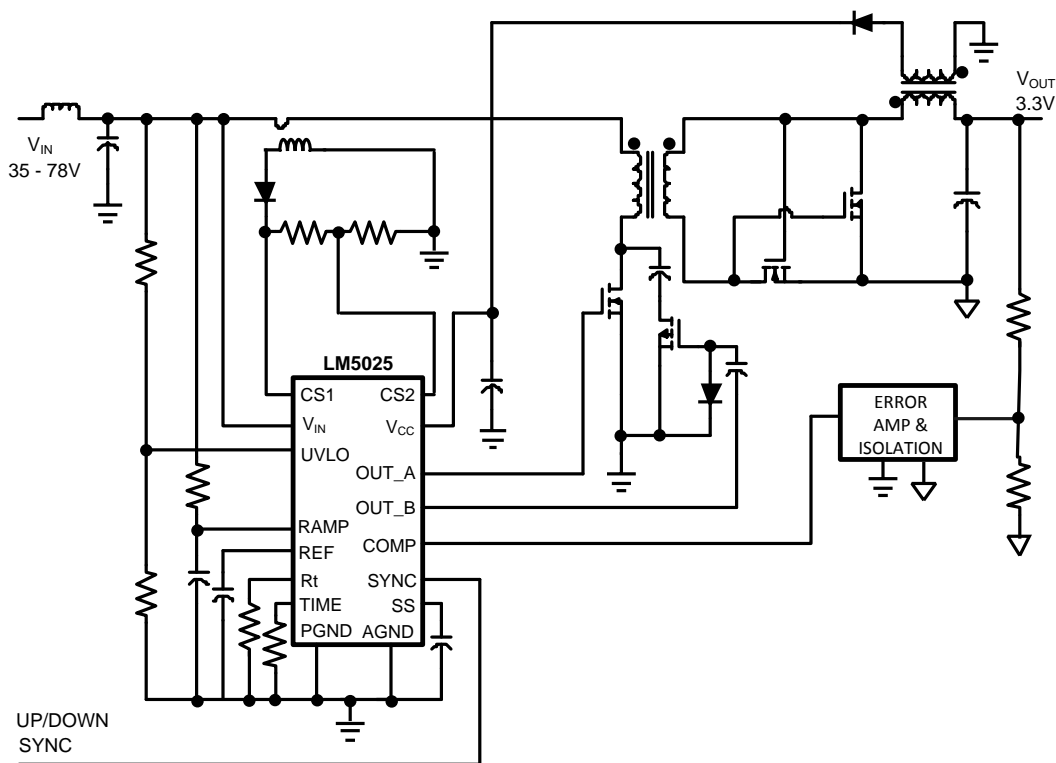 V_OUT
3.3V
V_IN
35 - 78V
LM5025
CS1
CS2
V_IN
V_CC
UVLO
OUT_A
OUT_B
RAMP
REF
COMP
Rt
SYNC
TIME
SS
PGND
AGND
ERROR
AMP &
ISOLATION
UP/DOWN
SYNC